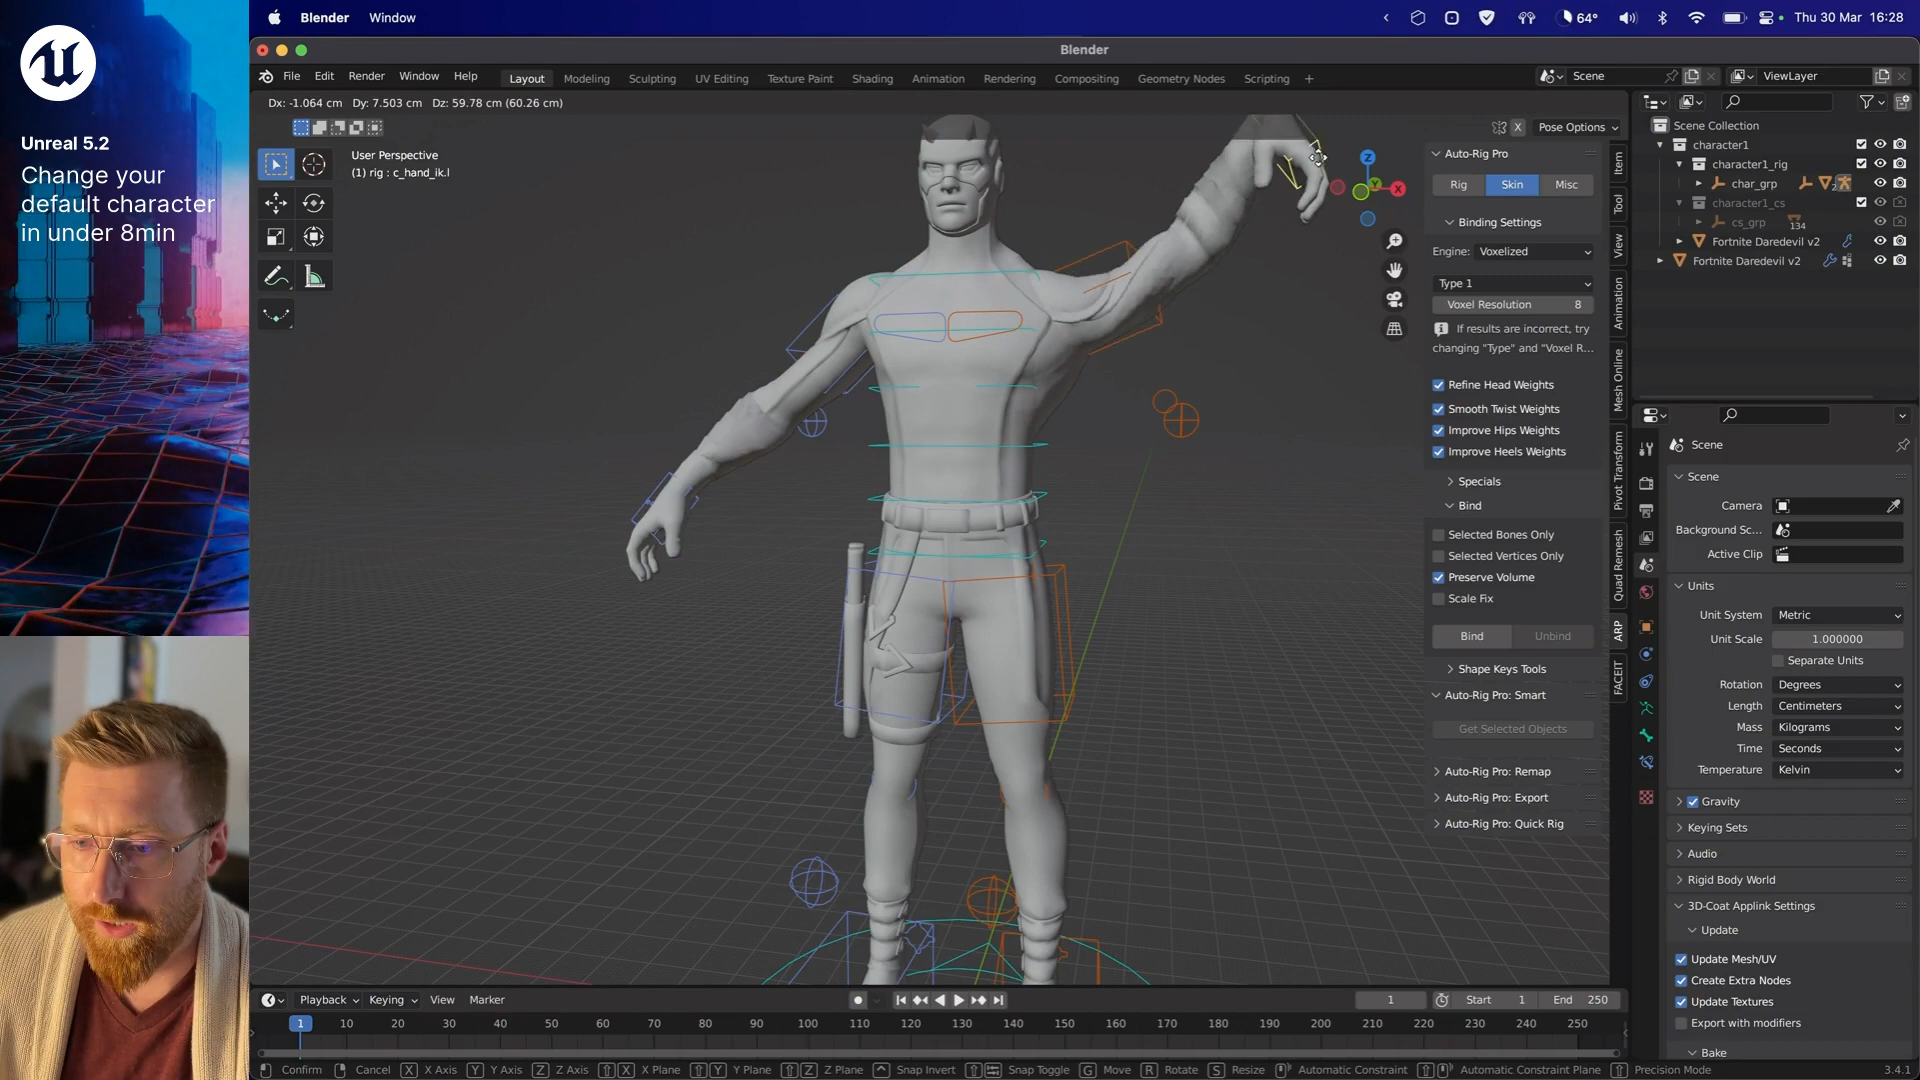 Unreal 5.2
Change your
default character
in under 8min
Blender Window
64° Thu 30 Mar 16:28
Blender
File Edit Render Window Help
Layout Modeling Sculpting UV Editing Texture Paint Shading Animation Rendering Compositing Geometry Nodes Scripting +
Scene
ViewLayer
Dx: -1.064 cm Dy: 7.503 cm Dz: 59.78 cm (60.26 cm)
X Pose Options
User Perspective
(1) rig : c_hand_ik.l
Z
X
Y
Auto-Rig Pro
Rig Skin Misc
Binding Settings
Engine: Voxelized
Type 1
Voxel Resolution 8
If results are incorrect, try
changing "Type" and "Voxel R...
Refine Head Weights
Smooth Twist Weights
Improve Hips Weights
Improve Heels Weights
Specials
Bind
Selected Bones Only
Selected Vertices Only
Preserve Volume
Scale Fix
Bind Unbind
Shape Keys Tools
Auto-Rig Pro: Smart
Get Selected Objects
Auto-Rig Pro: Remap
Auto-Rig Pro: Export
Auto-Rig Pro: Quick Rig
Item
Tool
View
Animation
Mesh Online
Pivot Transform
Quad Remesh
ARP
FACEIT
Scene Collection
character1
character1_rig
char_grp 2
character1_cs
cs_grp 134
Fortnite Daredevil v2
Fortnite Daredevil v2
Scene
Scene
Camera
Background Sc...
Active Clip
Units
Unit System Metric
Unit Scale 1.000000
Separate Units
Rotation Degrees
Length Centimeters
Mass Kilograms
Time Seconds
Temperature Kelvin
Gravity
Keying Sets
Audio
Rigid Body World
3D-Coat Applink Settings
Update
Update Mesh/UV
Create Extra Nodes
Update Textures
Export with modifiers
Bake
Playback Keying View Marker
1 Start 1 End 250
1 10 20 30 40 50 60 70 80 90 100 110 120 130 140 150 160 170 180 190 200 210 220 230 240 250
Confirm Cancel X X Axis Y Y Axis Z Z Axis X X Plane Y Y Plane Z Z Plane Snap Invert Snap Toggle G Move R Rotate S Resize Automatic Constraint Automatic Constraint Plane Precision Mode 3.4.1